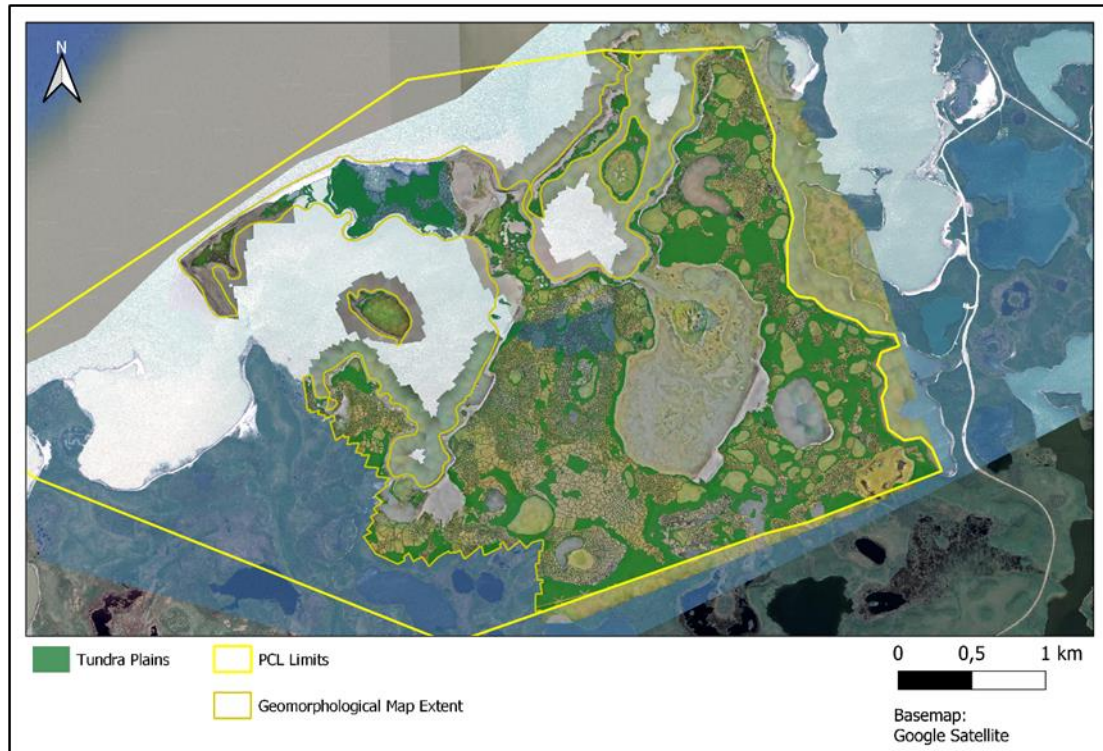 N
Tundra Plains
PCL Limits
Geomorphological Map Extent
0 0,5 1 km
Basemap:
Google Satellite